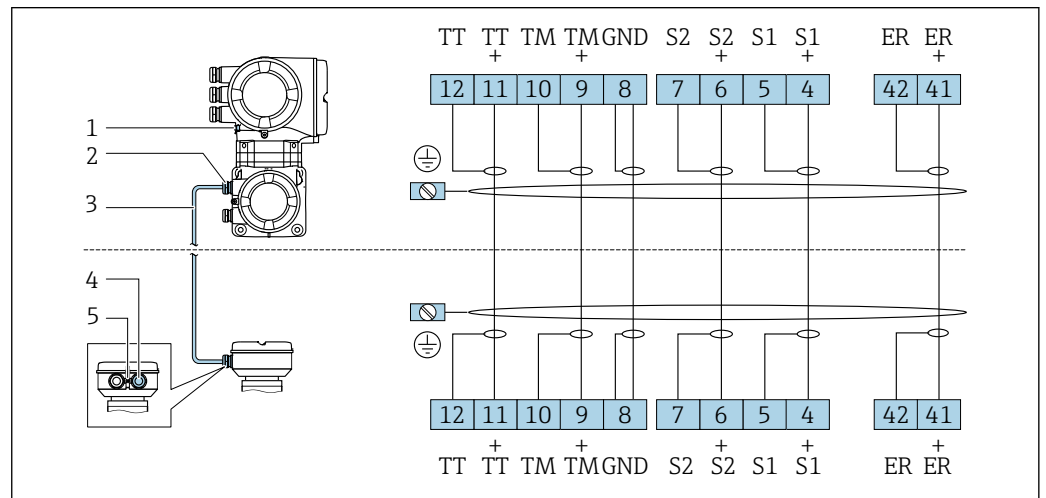 TT TT TM TM GND S2 S2 S1 S1 ER ER
+ + + + +
12 11 10 9 8 7 6 5 4 42 41
1
2
3
4
5
12 11 10 9 8 7 6 5 4 42 41
+ + + + +
TT TT TM TM GND S2 S2 S1 S1 ER ER